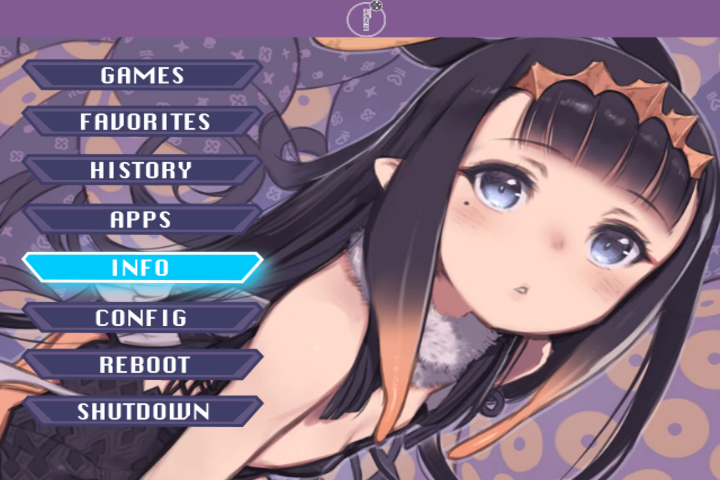 GAMES
FAVORITES
HISTORY
APPS
INFO
CONFIG
REBOOT
SHUTDOWN